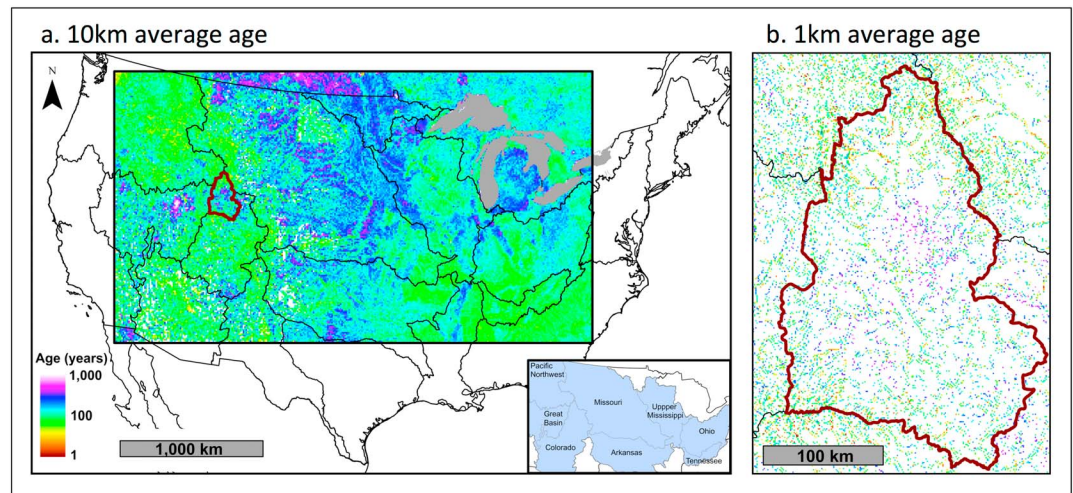 a. 10km average age
b. 1km average age
N
Age (years)
1,000
100
1
1,000 km
Pacific
Northwest
Missouri
Uppper
Mississippi
Great
Basin
Ohio
Colorado
Arkansas
Tennessee
100 km